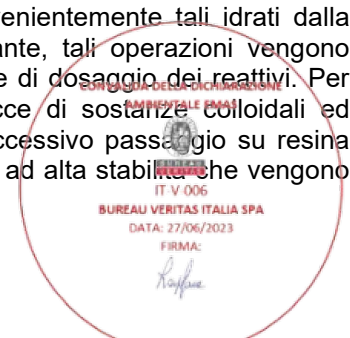 venientemente tali idrati dalla
ante, tali operazioni vengono
e di dosaggio dei reattivi. Per
CONVALIDA DELLA DICHIARAZIONE
AMBIENTALE EMAS
cce di sostanze colloidali ed
ccessivo passaggio su resina
BUREAU
VERITAS
ad alta stabilità che vengono
IT-V-006
BUREAU VERITAS ITALIA SPA
DATA: 27/06/2023
FIRMA: